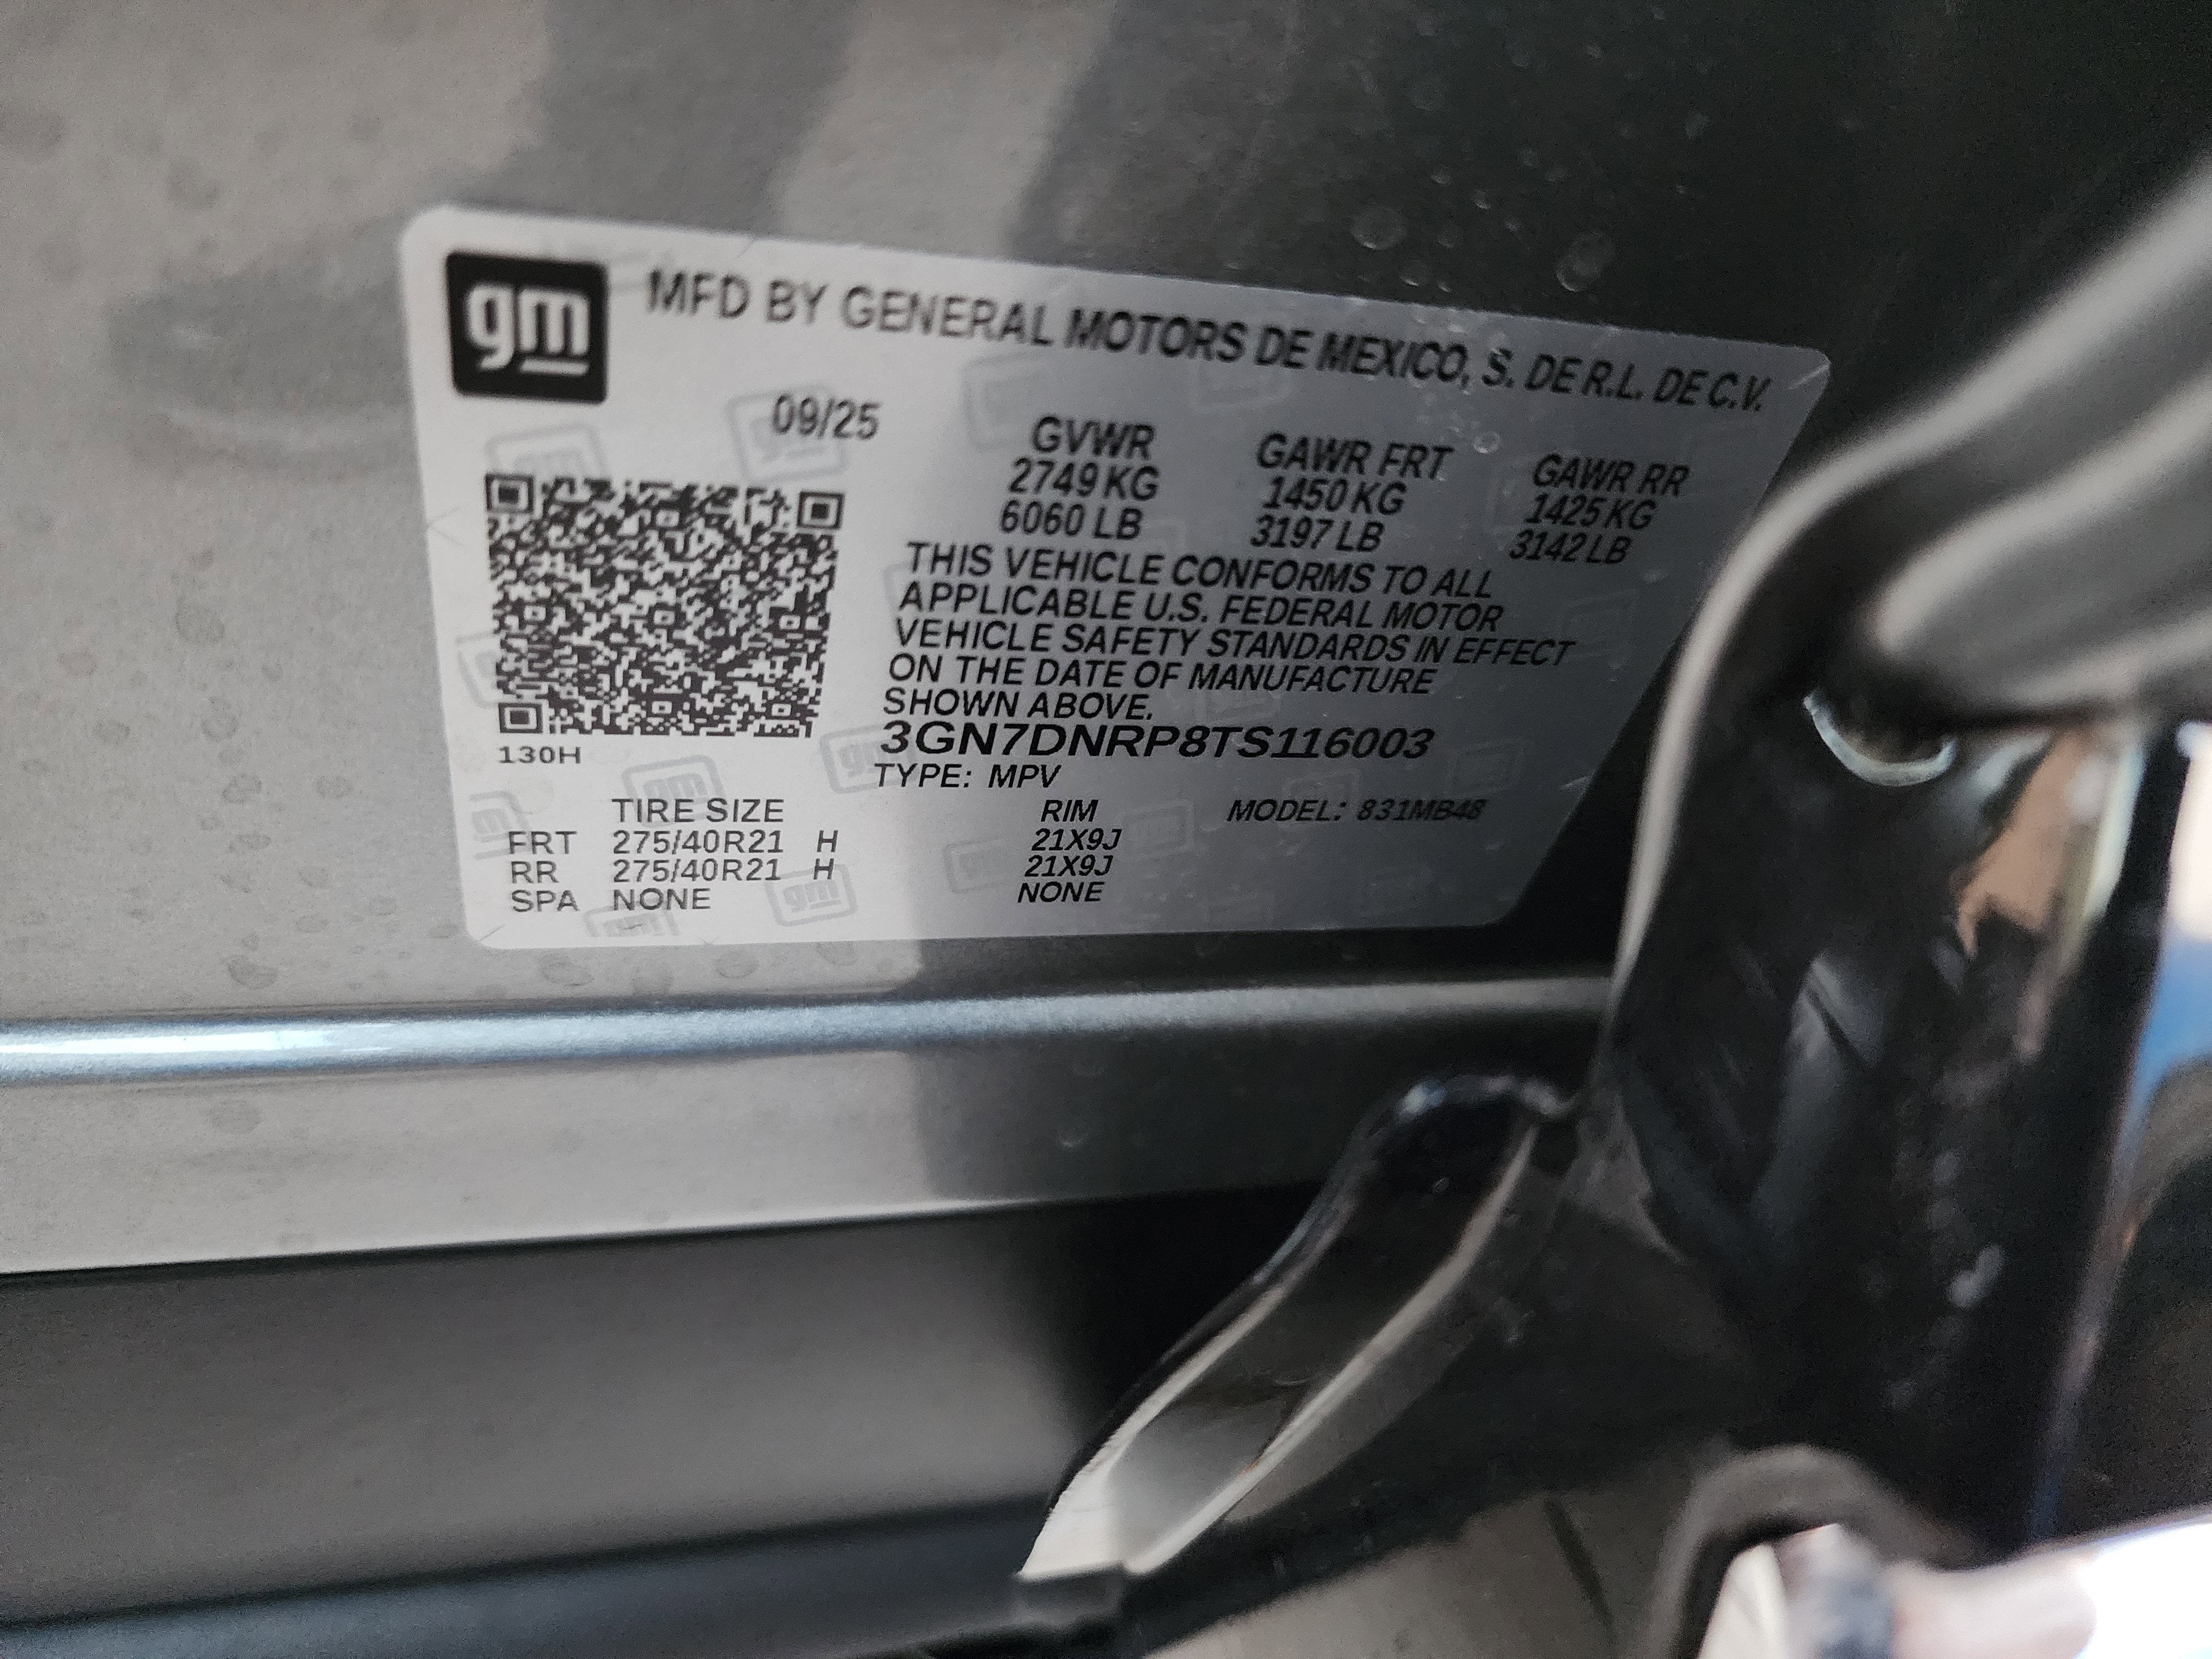 gm
MFD BY GENERAL MOTORS DE MEXICO, S. DE R.L. DE C.V.
09/25
GVWR GAWR FRT GAWR RR
2749 KG 1450 KG 1425 KG
6060 LB 3197 LB 3142 LB
THIS VEHICLE CONFORMS TO ALL
APPLICABLE U.S. FEDERAL MOTOR
VEHICLE SAFETY STANDARDS IN EFFECT
ON THE DATE OF MANUFACTURE
SHOWN ABOVE.
3GN7DNRP8TS116003
130H
TYPE: MPV
TIRE SIZE RIM MODEL: 831MB48
FRT 275/40R21 H 21X9J
RR 275/40R21 H 21X9J
SPA NONE NONE